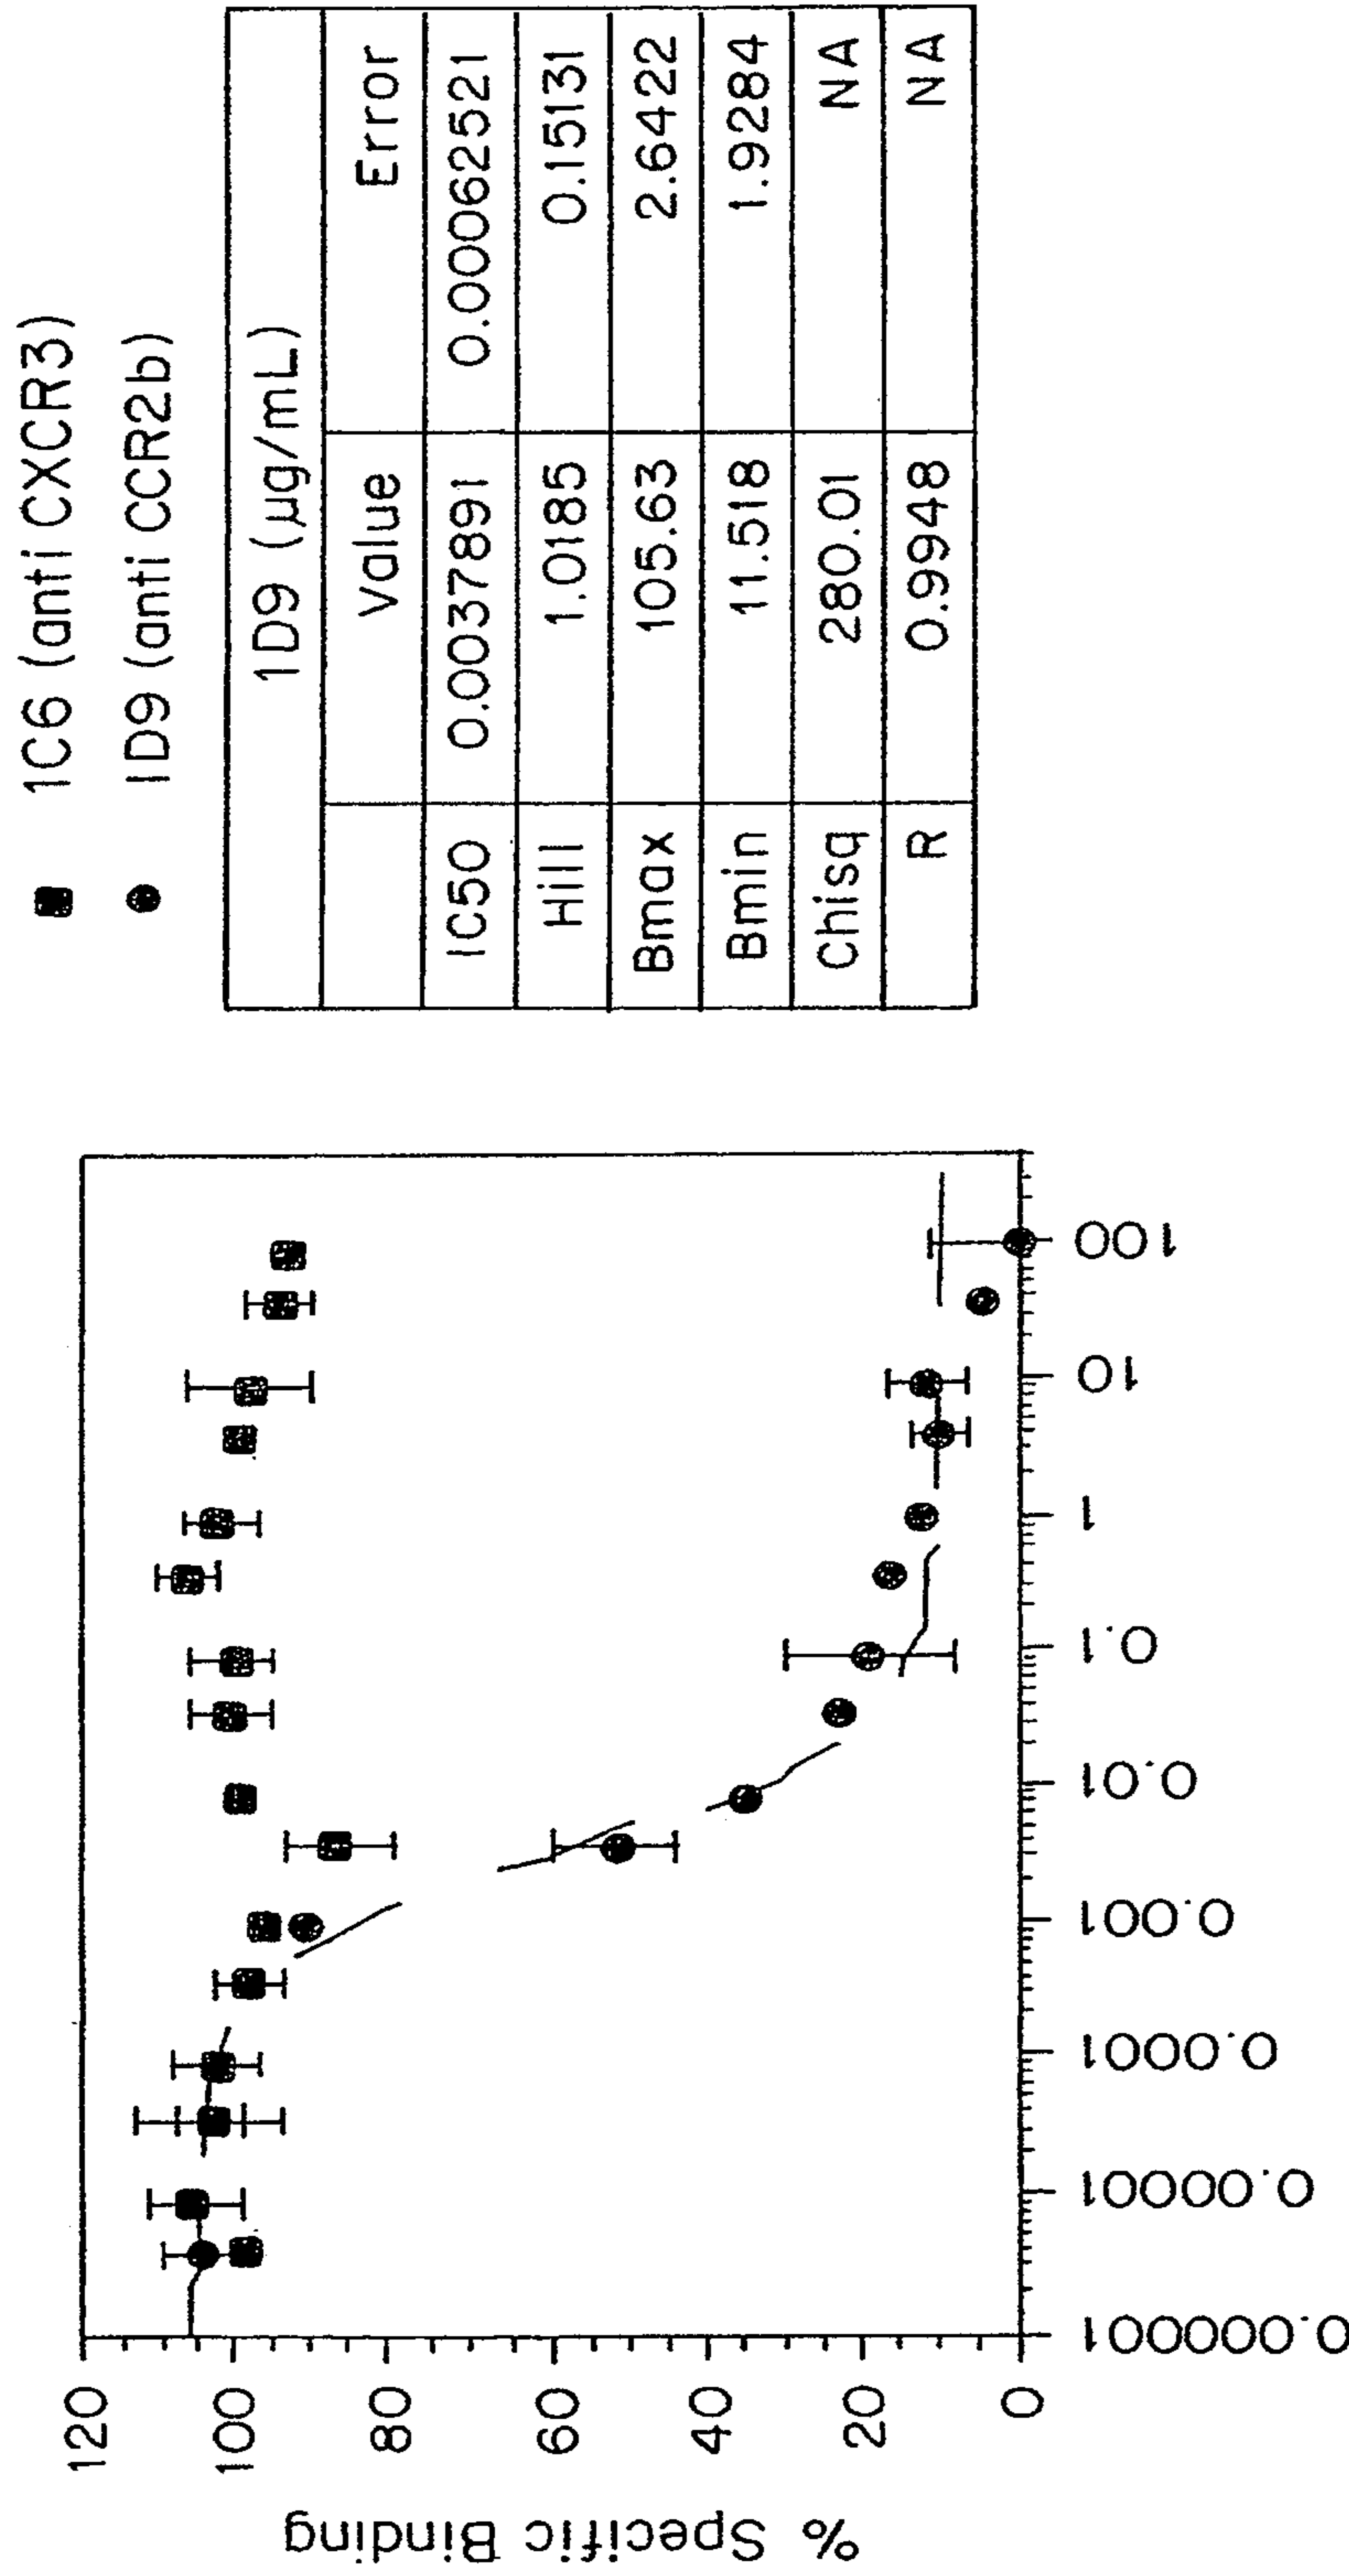 1C6 (anti CXCR3)
1D9 (anti CCR2b)
1D9 (µg/mL)
Value Error
IC50 0.0037891 0.00062521
Hill 1.0185 0.15131
Bmax 105.63 2.6422
Bmin 11.518 1.9284
Chisq 280.01 NA
R 0.9948 NA
% Specific Binding
120
100
80
60
40
20
0
0.000001
0.00001
0.0001
0.001
0.01
0.1
1
10
100